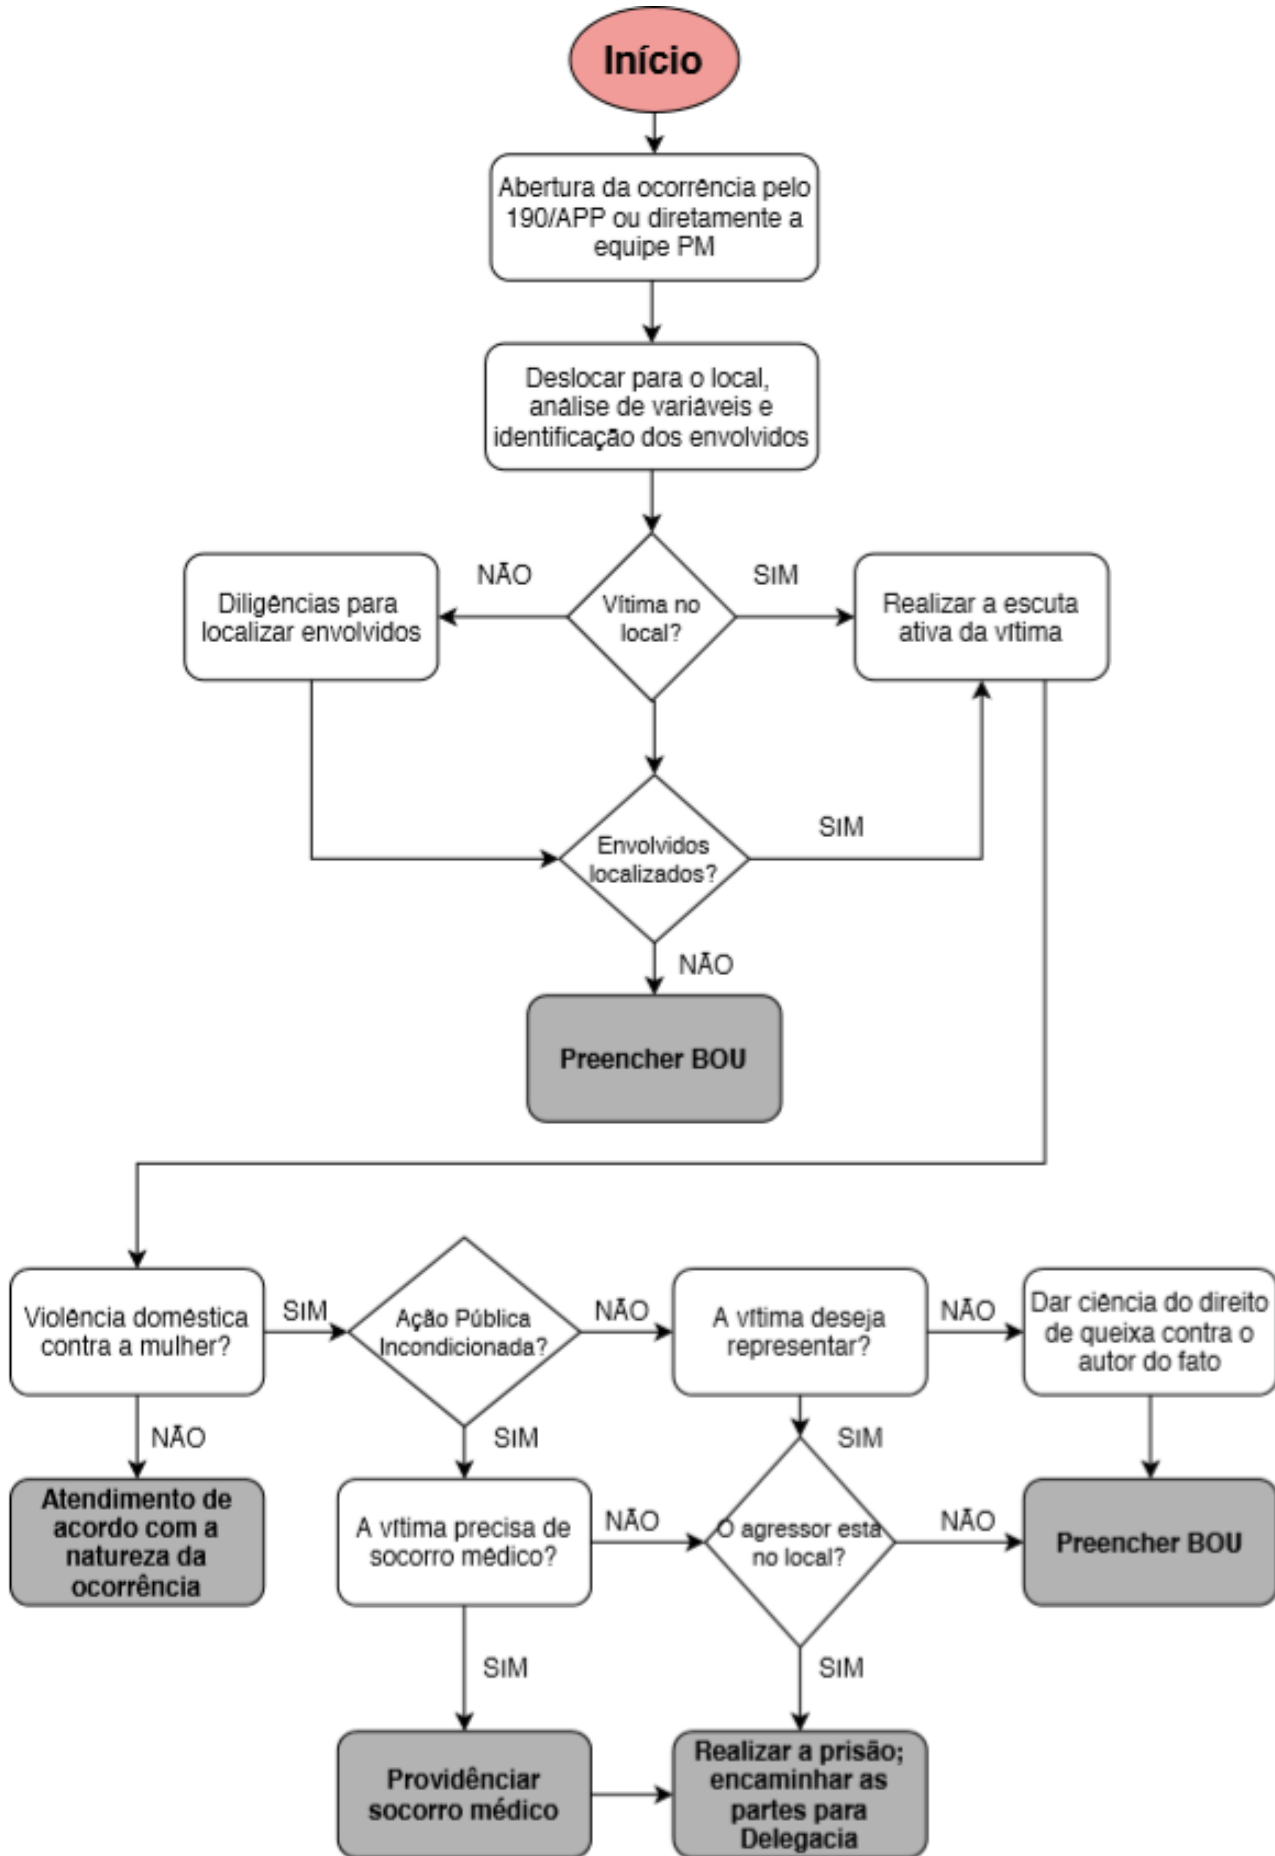 Início
Abertura da ocorrência pelo
190/APP ou diretamente a
equipe PM
Deslocar para o local,
análise de variáveis e
identificação dos envolvidos
NÃO
SIM
Diligências para
localizar envolvidos
Vítima no
local?
Realizar a escuta
ativa da vítima
SIM
Envolvidos
localizados?
NÃO
Preencher BOU
Violência doméstica
contra a mulher?
SIM
Ação Pública
Incondicionada?
NÃO
A vítima deseja
representar?
NÃO
Dar ciência do direito
de queixa contra o
autor do fato
NÃO
SIM
SIM
Atendimento de
acordo com a
natureza da
ocorrência
A vítima precisa de
socorro médico?
NÃO
O agressor está
no local?
NÃO
Preencher BOU
SIM
SIM
Providênciar
socorro médico
Realizar a prisão;
encaminhar as
partes para
Delegacia